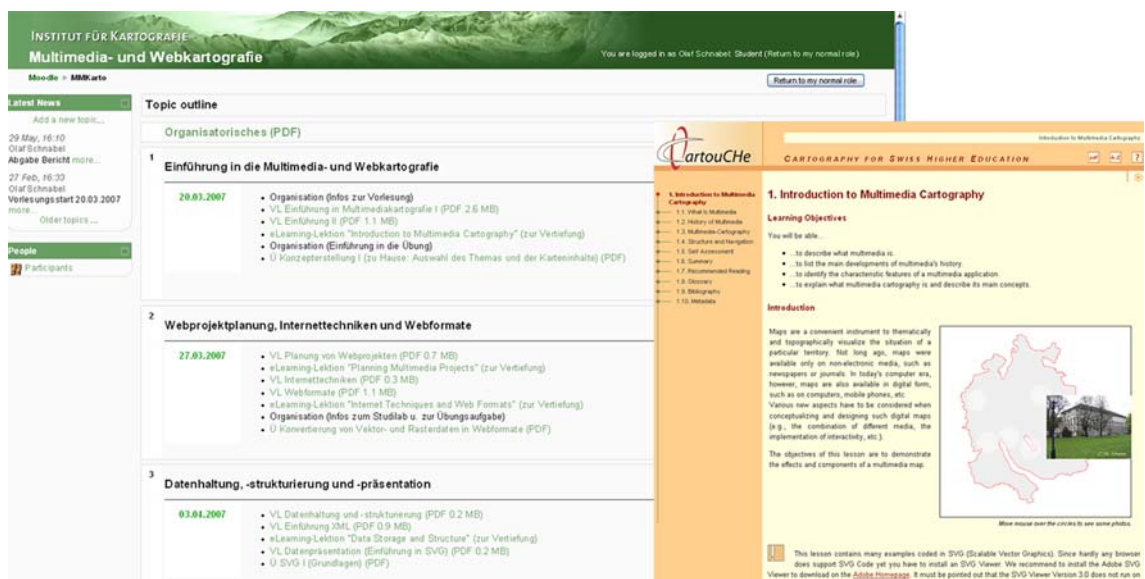 INSTITUT FÜR KARTOGRAFIE
Multimedia- und Webkartografie
You are logged in as Olaf Schnabel: Student (Return to my normal role)
Moodle ► MMKarto
Return to my normal role
Latest News
Add a new topic...
29 May, 16:10
Olaf Schnabel
Abgabe Bericht more...
27 Feb, 16:33
Olaf Schnabel
Vorlesungsstart 20.03.2007
more...
Older topics ...
People
Participants
Topic outline
Organisatorisches (PDF)
1
Einführung in die Multimedia- und Webkartografie
20.03.2007
• Organisation (Infos zur Vorlesung)
• VL Einführung in Multimediakartografie I (PDF 2.6 MB)
• VL Einführung II (PDF 1.1 MB)
• eLearning-Lektion "Introduction to Multimedia Cartography" (zur Vertiefung)
• Organisation (Einführung in die Übung)
• Ü Konzepterstellung I (zu Hause: Auswahl des Themas und der Karteninhalte) (PDF)
2
Webprojektplanung, Internettechniken und Webformate
27.03.2007
• VL Planung von Webprojekten (PDF 0.7 MB)
• eLearning-Lektion "Planning Multimedia Projects" (zur Vertiefung)
• VL Internettechniken (PDF 0.3 MB)
• VL Webformate (PDF 1.1 MB)
• eLearning-Lektion "Internet Techniques and Web Formats" (zur Vertiefung)
• Organisation (Infos zum Studilab u. zur Übungsaufgabe)
• Ü Konvertierung von Vektor- und Rasterdaten in Webformate (PDF)
3
Datenhaltung, -strukturierung und -präsentation
03.04.2007
• VL Datenhaltung und -strukturierung (PDF 0.2 MB)
• VL Einführung XML (PDF 0.9 MB)
• eLearning-Lektion "Data Storage and Structure" (zur Vertiefung)
• VL Datenpräsentation (Einführung in SVG) (PDF 0.2 MB)
• Ü SVG I (Grundlagen) (PDF)
CartouCHe
Introduction to Multimedia Cartography
CARTOGRAPHY FOR SWISS HIGHER EDUCATION
A-Z
?
1. Introduction to Multimedia
Cartography
1.1. What is Multimedia
1.2. History of Multimedia
1.3. Multimedia Cartography
1.4. Structure and Navigation
1.5. Self Assessment
1.6. Summary
1.7. Recommended Reading
1.8. Glossary
1.9. Bibliography
1.10. Metadata
1. Introduction to Multimedia Cartography
Learning Objectives
You will be able...
• ...to describe what multimedia is.
• ...to list the main developments of multimedia's history.
• ...to identify the characteristic features of a multimedia application.
• ...to explain what multimedia cartography is and describe its main concepts.
Introduction
Maps are a convenient instrument to thematically
and topographically visualize the situation of a
particular territory. Not long ago, maps were
available only on non-electronic media, such as
newspapers or journals. In today's computer era,
however, maps are also available in digital form,
such as on computers, mobile phones, etc.
Various new aspects have to be considered when
conceptualizing and designing such digital maps
(e.g., the combination of different media, the
implementation of interactivity, etc.).
The objectives of this lesson are to demonstrate
the effects and components of a multimedia map.
Move mouse over the circles to see some photos.
This lesson contains many examples coded in SVG (Scalable Vector Graphics). Since hardly any browser
does support SVG Code yet you have to install an SVG Viewer. We recommend to install the Adobe SVG
Viewer to download on the Adobe Homepage. It must be pointed out that the SVG Viewer Version 3.0 does not run on